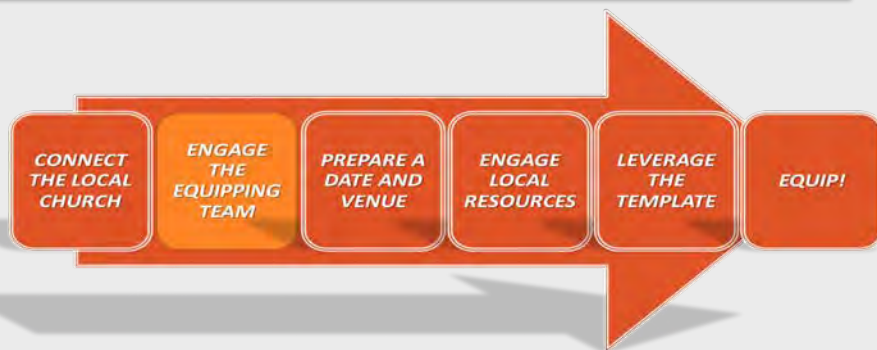 CONNECT
THE LOCAL
CHURCH
ENGAGE
THE
EQUIPPING
TEAM
PREPARE A
DATE AND
VENUE
ENGAGE
LOCAL
RESOURCES
LEVERAGE
THE
TEMPLATE
EQUIP!